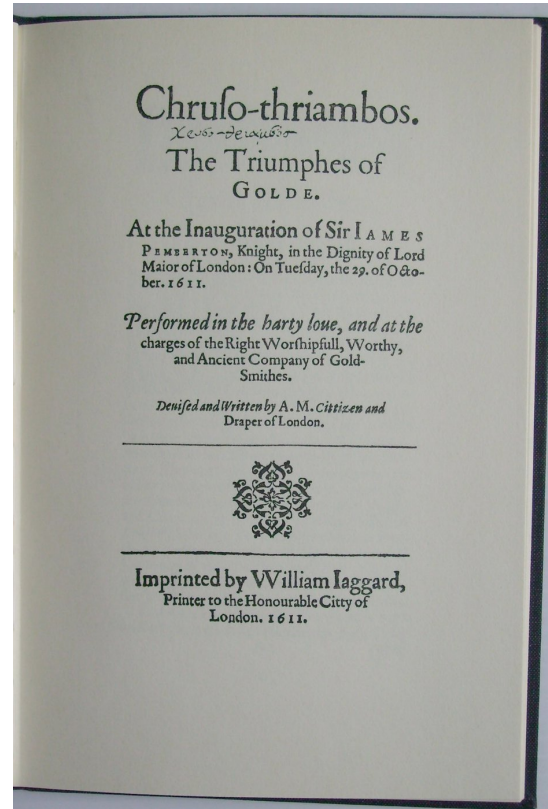 Chruſo-thriambos.
The Triumphes of
GOLDE.
At the Inauguration of Sir IAMES
PEMBERTON, Knight, in the Dignity of Lord
Maior of London: On Tueſday, the 29. of Octo-
ber. 1611.
Performed in the harty loue, and at the
charges of the Right Worſhipfull, Worthy,
and Ancient Company of Gold-
Smithes.
Deuiſed and Written by A. M. Cittizen and
Draper of London.
Imprinted by William Iaggard,
Printer to the Honourable Citty of
London. 1611.